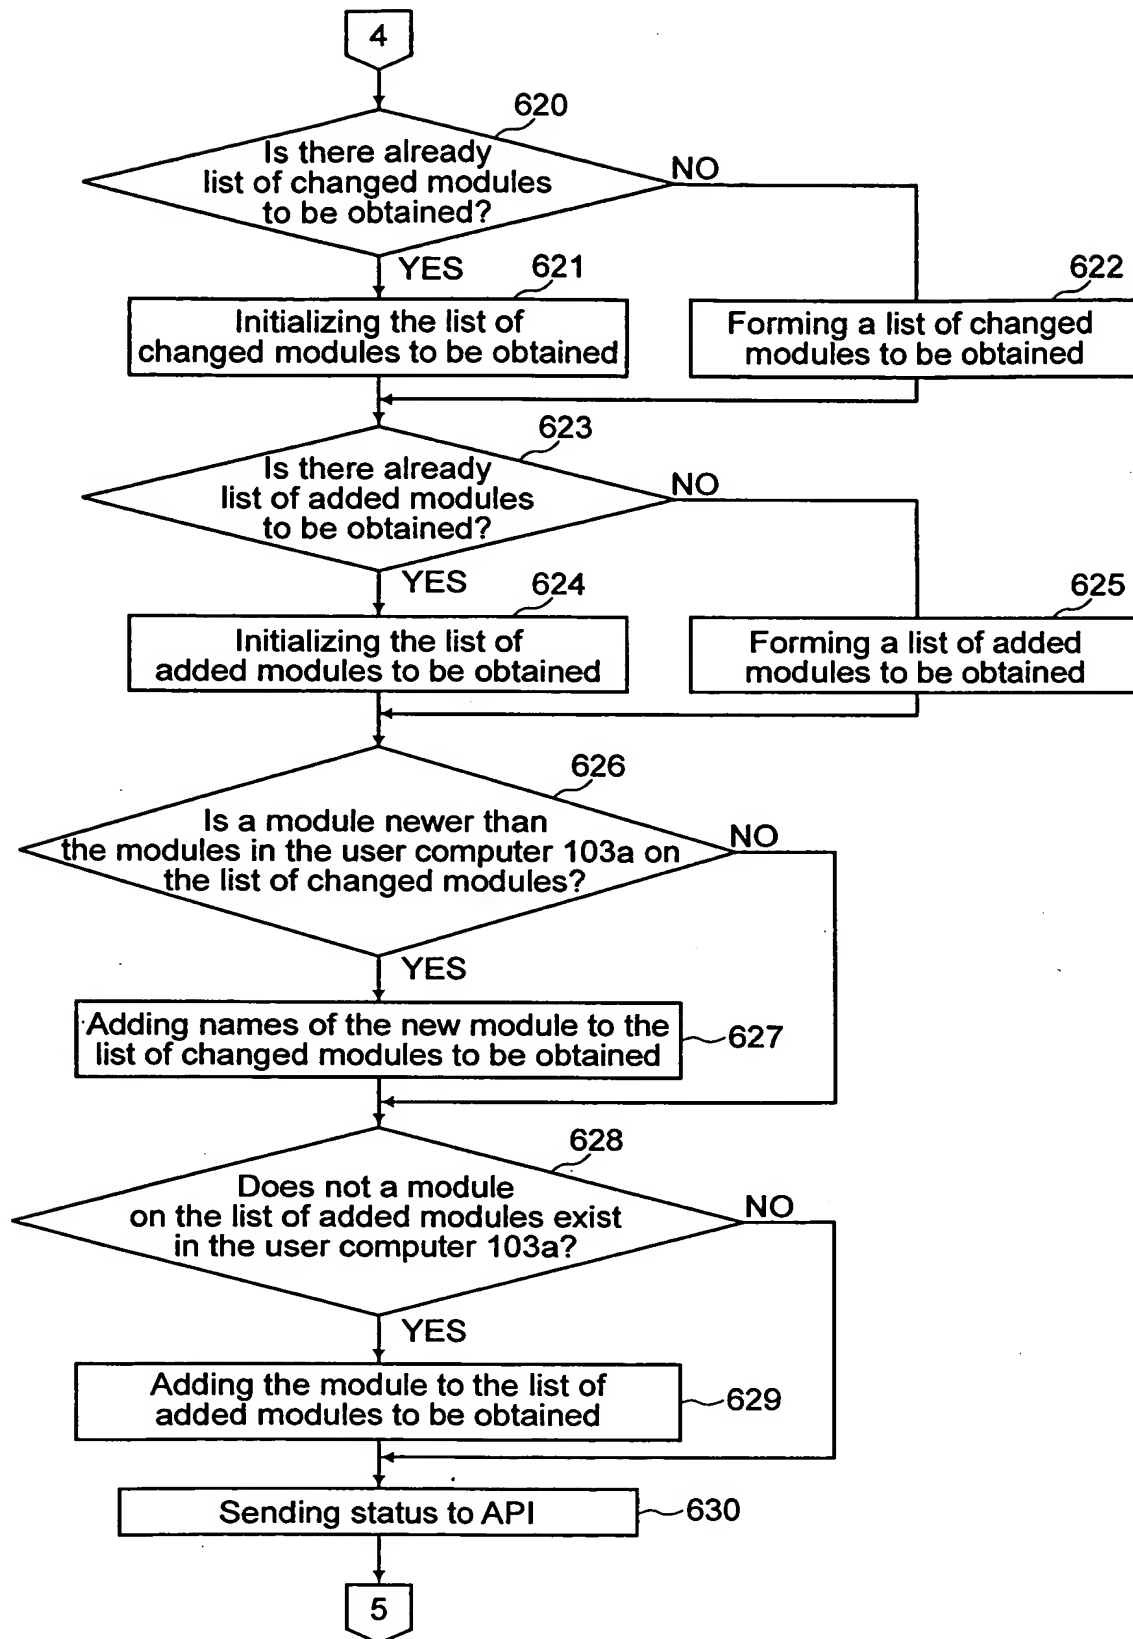 4
620
Is there already
list of changed modules
to be obtained?
NO
YES
621
622
Initializing the list of
changed modules to be obtained
Forming a list of changed
modules to be obtained
623
Is there already
list of added modules
to be obtained?
NO
YES
624
625
Initializing the list of
added modules to be obtained
Forming a list of added
modules to be obtained
626
Is a module newer than
the modules in the user computer 103a on
the list of changed modules?
NO
YES
Adding names of the new module to the
list of changed modules to be obtained
627
628
Does not a module
on the list of added modules exist
in the user computer 103a?
NO
YES
Adding the module to the list of
added modules to be obtained
629
Sending status to API
630
5